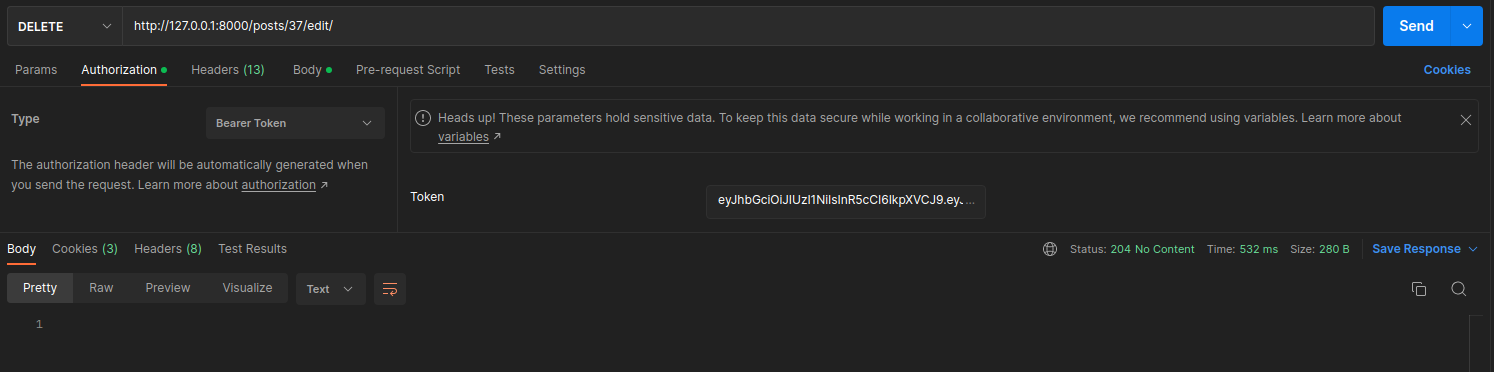 DELETE http://127.0.0.1:8000/posts/37/edit/ Send
Params Authorization Headers (13) Body Pre-request Script Tests Settings Cookies
Type Bearer Token
The authorization header will be automatically generated when
you send the request. Learn more about authorization ↗
Heads up! These parameters hold sensitive data. To keep this data secure while working in a collaborative environment, we recommend using variables. Learn more about
variables ↗
Token eyJhbGciOiJIUzI1NiIsInR5cCI6IkpXVCJ9.eyJ...
Body Cookies (3) Headers (8) Test Results Status: 204 No Content Time: 532 ms Size: 280 B Save Response
Pretty Raw Preview Visualize Text
1